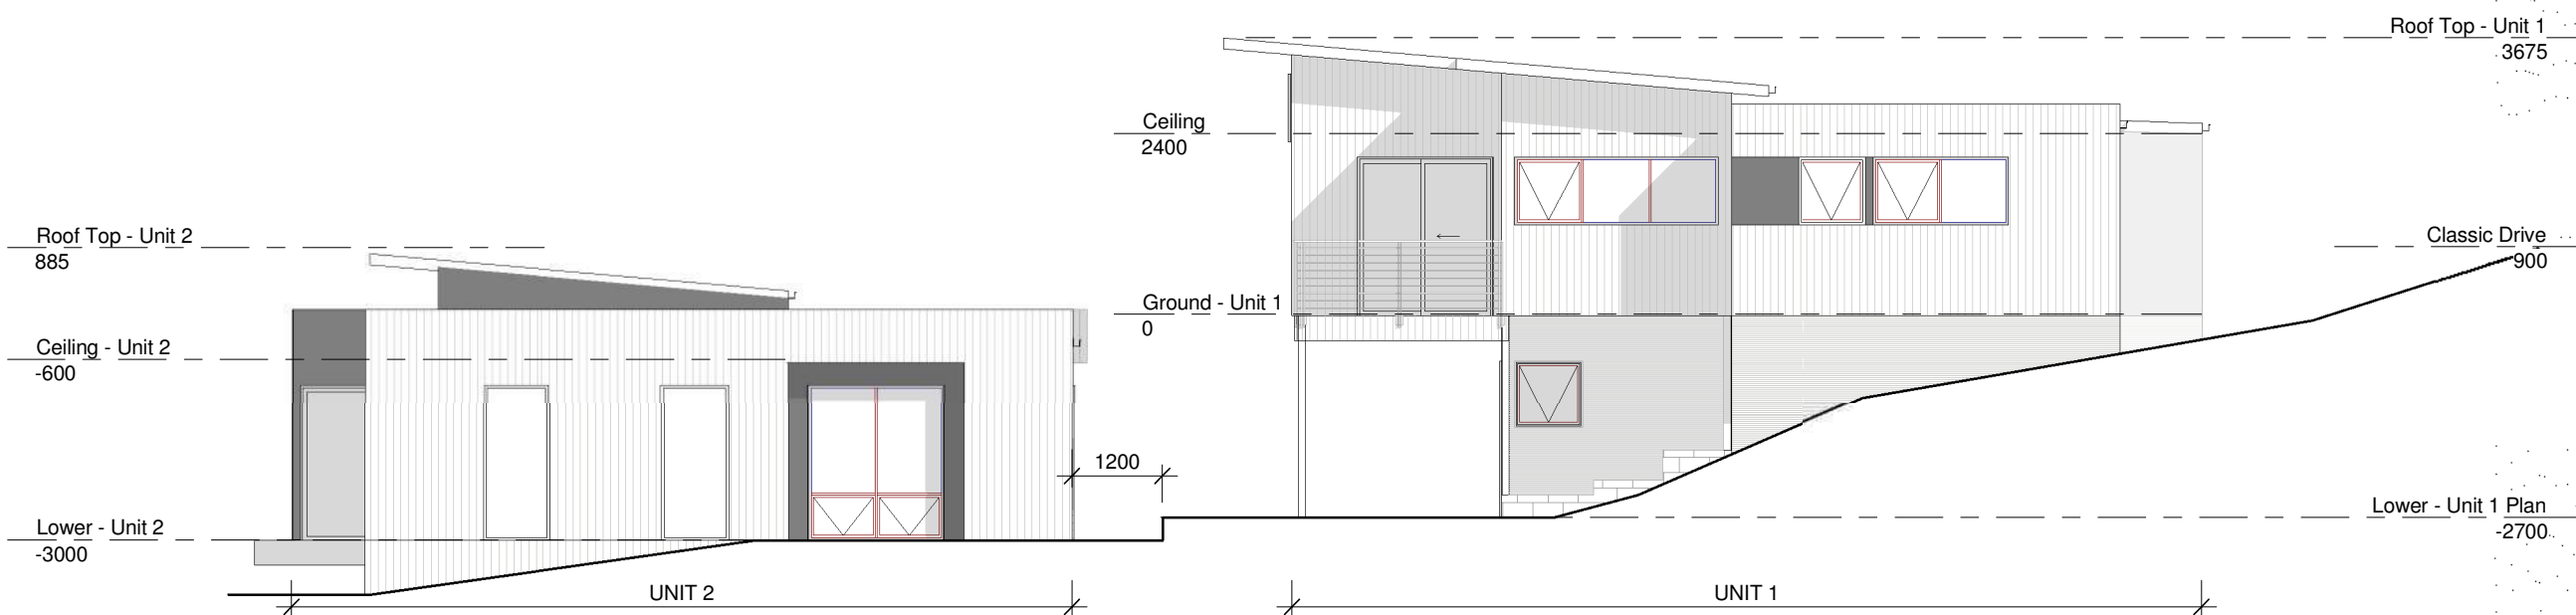 Roof Top - Unit 1
3675
Ceiling
2400
Roof Top - Unit 2
885
Classic Drive
900
Ground - Unit 1
0
Ceiling - Unit 2
-600
1200
Lower - Unit 2
-3000
Lower - Unit 1 Plan
-2700
UNIT 2
UNIT 1